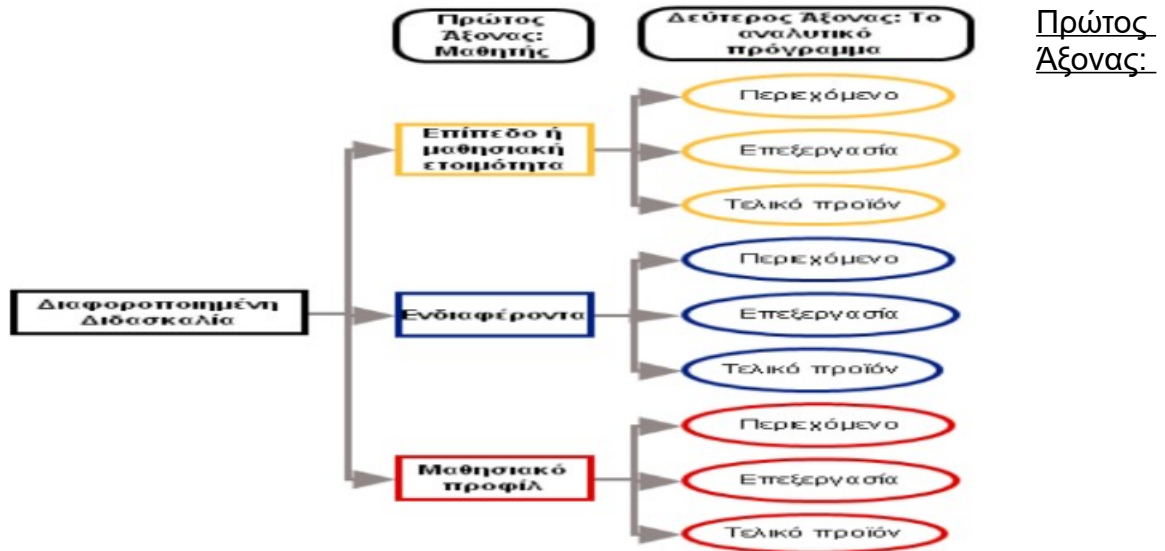 Πρώτος
Άξονας:
Μαθητής
Δεύτερος Άξονας: Το
αναλυτικό
πρόγραμμα
Πρώτος
Άξονας:
Διαφοροποιημένη
Διδασκαλία
Επίπεδο ή
μαθησιακή
ετοιμότητα
Περιεχόμενο
Επεξεργασία
Τελικό προϊόν
Ενδιαφέροντα
Περιεχόμενο
Επεξεργασία
Τελικό προϊόν
Μαθησιακό
προφίλ
Περιεχόμενο
Επεξεργασία
Τελικό προϊόν